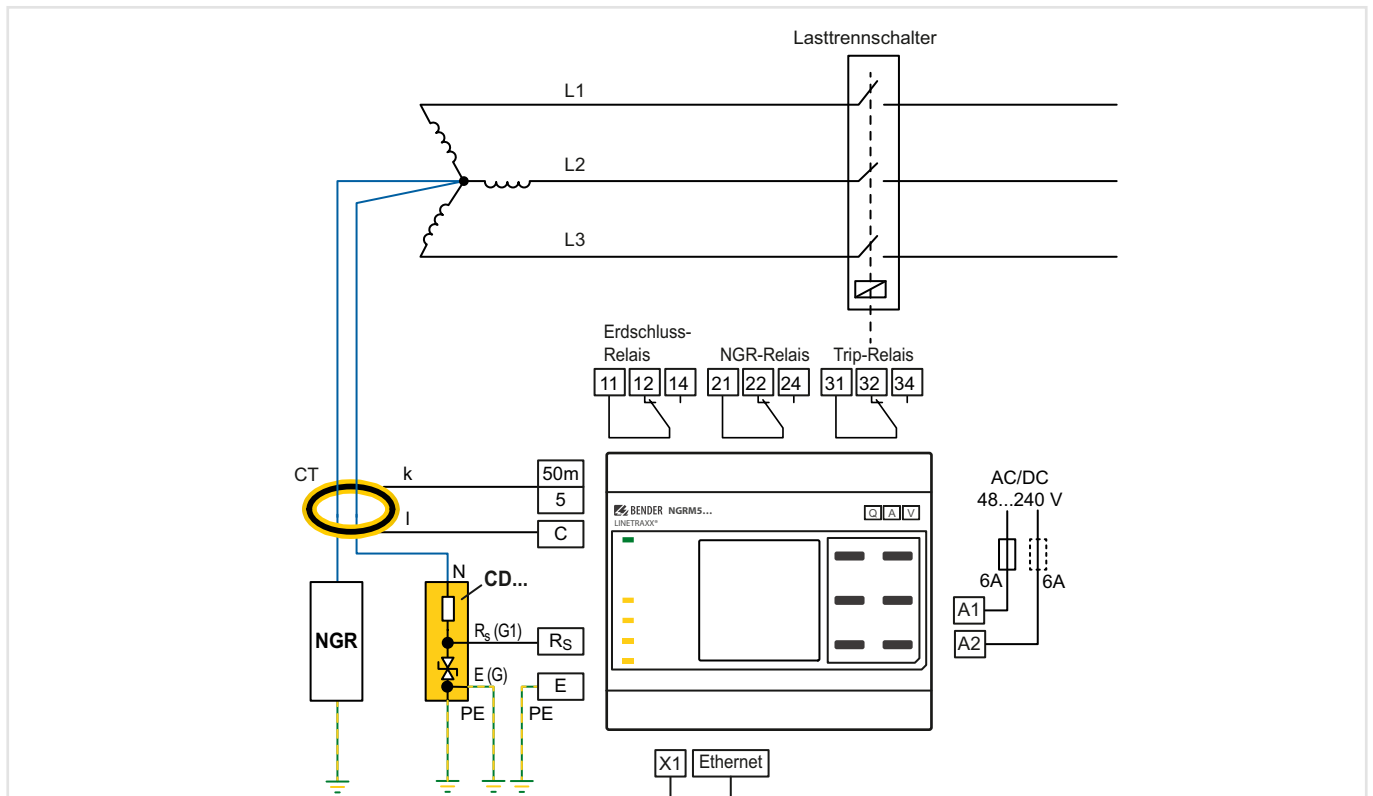 Lasttrennschalter
L1
L2
L3
Erdschluss-
Relais
NGR-Relais
Trip-Relais
11 12 14 21 22 24 31 32 34
CT
k
50m
5
l
C
BENDER NGRM5...
LINETRAXX®
Q A V
AC/DC
48...240 V
6A
6A
A1
A2
N
CD...
NGR
Rs (G1)
RS
E (G)
E
PE
PE
X1
Ethernet